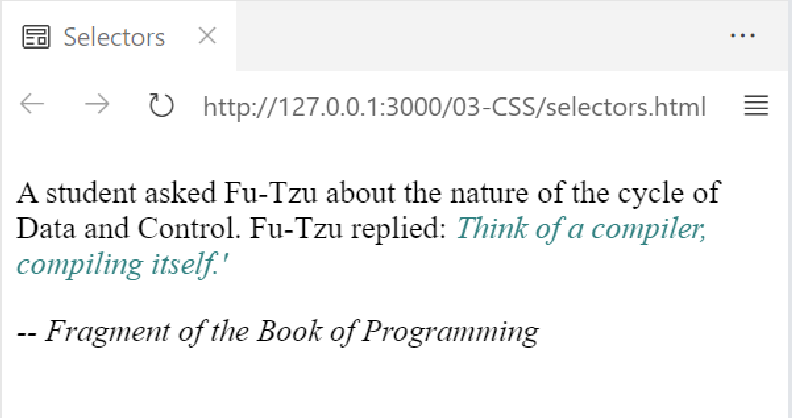 Selectors
http://127.0.0.1:3000/03-CSS/selectors.html
A student asked Fu-Tzu about the nature of the cycle of
Data and Control. Fu-Tzu replied: Think of a compiler,
compiling itself.'
-- Fragment of the Book of Programming